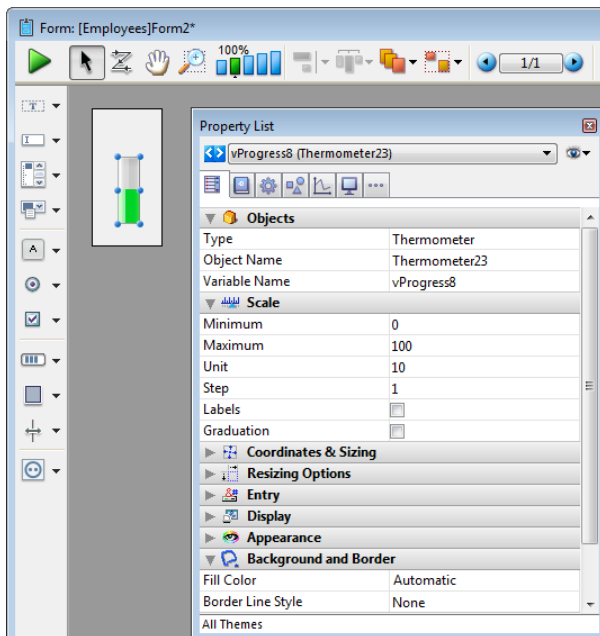 Form: [Employees]Form2*
100%
1/1
Property List
vProgress8 (Thermometer23)
Objects
Type Thermometer
Object Name Thermometer23
Variable Name vProgress8
Scale
Minimum 0
Maximum 100
Unit 10
Step 1
Labels
Graduation
Coordinates & Sizing
Resizing Options
Entry
Display
Appearance
Background and Border
Fill Color Automatic
Border Line Style None
All Themes